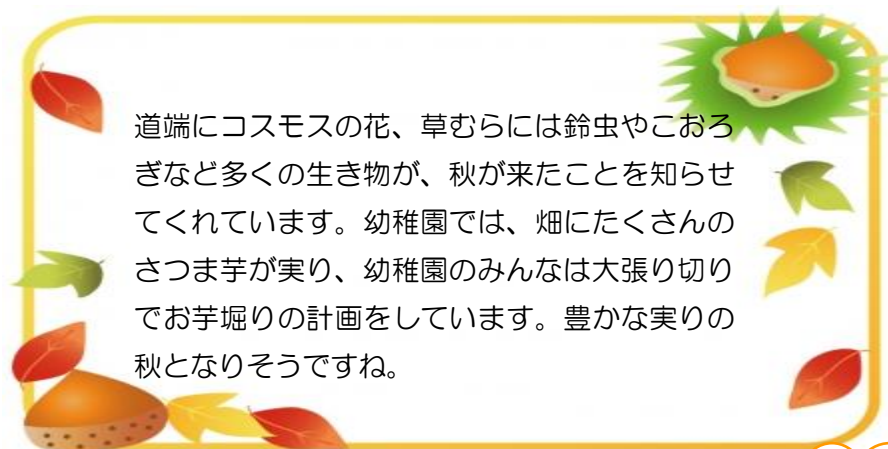 道端にコスモスの花、草むらには鈴虫やこおろ
ぎなど多くの生き物が、秋が来たことを知らせ
てくれています。幼稚園では、畑にたくさんの
さつま芋が実り、幼稚園のみんなは大張り切り
でお芋堀りの計画をしています。豊かな実りの
秋となりそうですね。